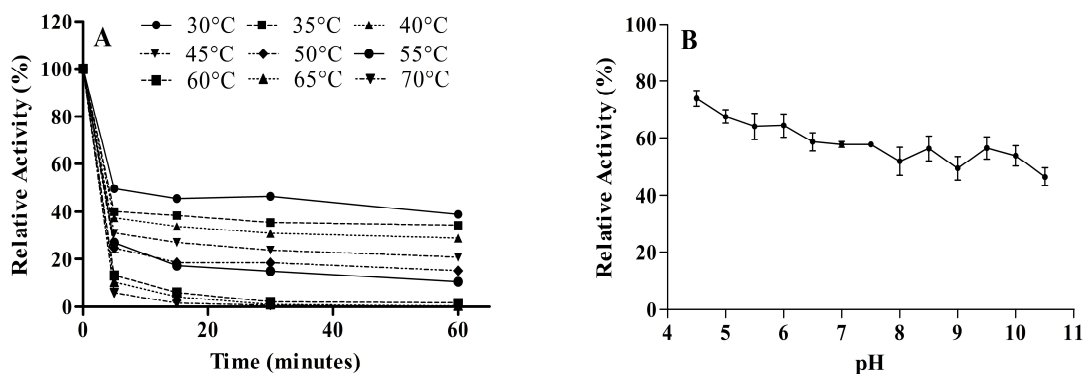 A
30°C 35°C 40°C
45°C 50°C 55°C
60°C 65°C 70°C
Relative Activity (%)
120
100
80
60
40
20
0
0 20 40 60
Time (minutes)
B
Relative Activity (%)
100
80
60
40
20
0
4 5 6 7 8 9 10 11
pH